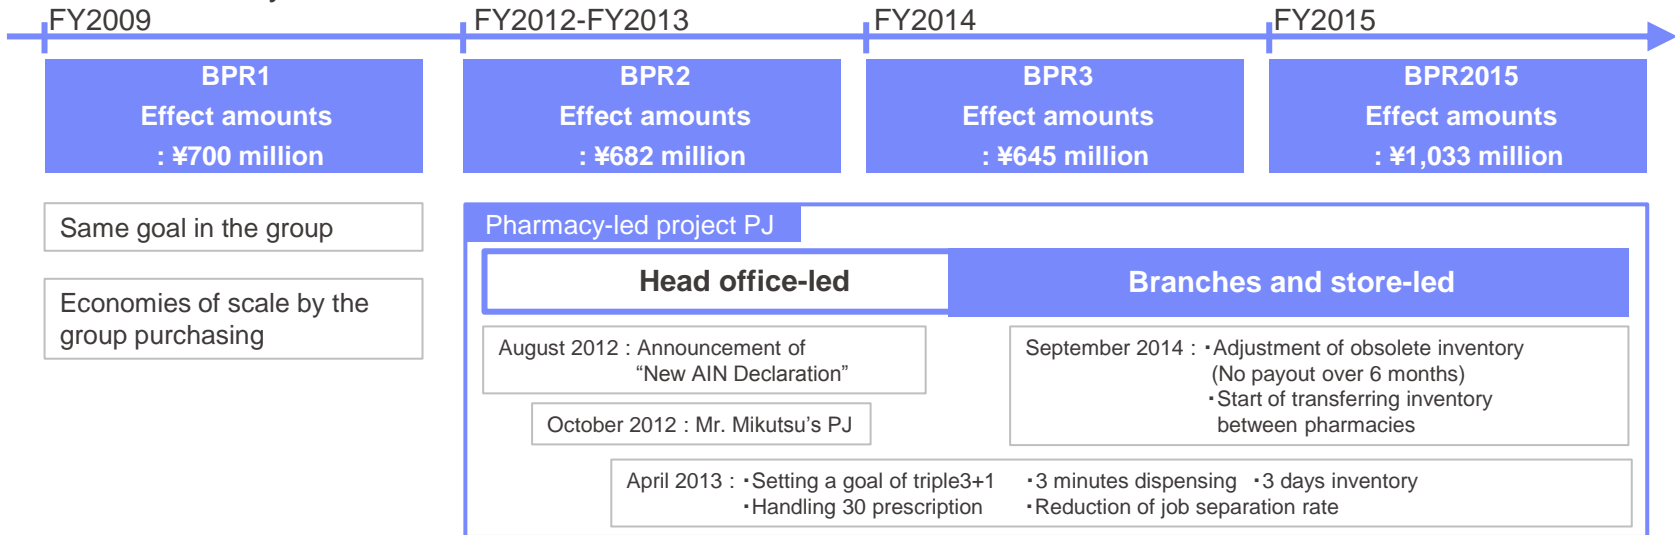 FY2009
FY2012-FY2013
FY2014
FY2015
BPR1
Effect amounts
: ¥700 million
BPR2
Effect amounts
: ¥682 million
BPR3
Effect amounts
: ¥645 million
BPR2015
Effect amounts
: ¥1,033 million
Same goal in the group
Economies of scale by the
group purchasing
Pharmacy-led project PJ
Head office-led
Branches and store-led
August 2012 : Announcement of
“New AIN Declaration”
October 2012 : Mr. Mikutsu’s PJ
September 2014 : ・Adjustment of obsolete inventory
(No payout over 6 months)
・Start of transferring inventory
between pharmacies
April 2013 : ・Setting a goal of triple3+1 ・3 minutes dispensing ・3 days inventory
・Handling 30 prescription ・Reduction of job separation rate